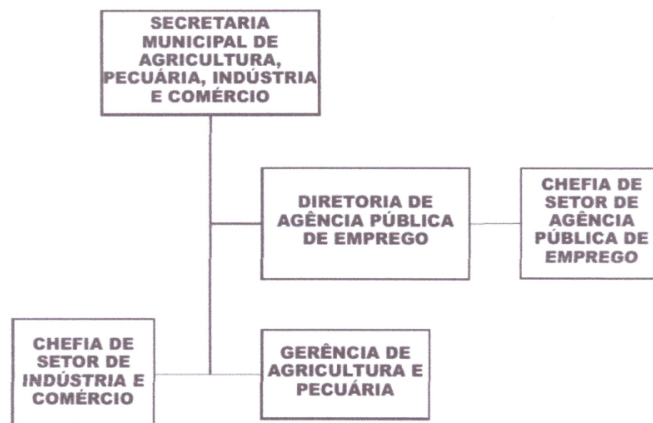 SECRETARIA
MUNICIPAL DE
AGRICULTURA,
PECUÁRIA, INDÚSTRIA
E COMÉRCIO
DIRETORIA DE
AGÊNCIA PÚBLICA
DE EMPREGO
CHEFIA DE
SETOR DE
AGÊNCIA
PÚBLICA DE
EMPREGO
CHEFIA DE
SETOR DE
INDÚSTRIA E
COMÉRCIO
GERÊNCIA DE
AGRICULTURA E
PECUÁRIA